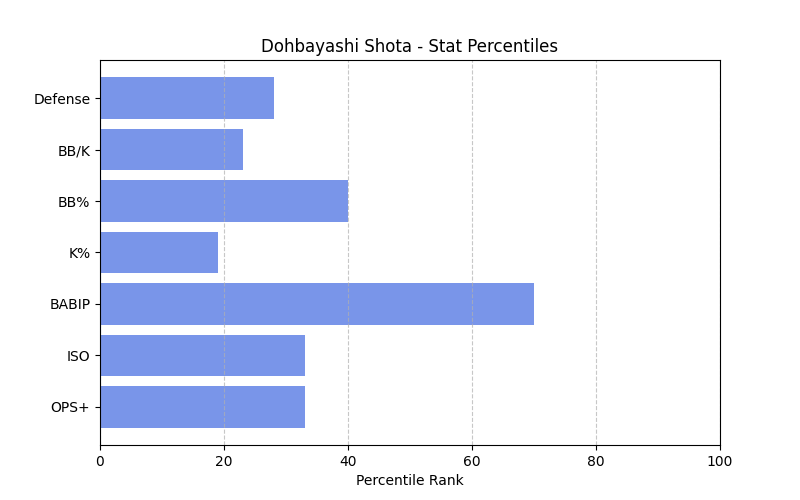 Dohbayashi Shota - Stat Percentiles
Defense
BB/K
BB%
K%
BABIP
ISO
OPS+
0 20 40 60 80 100
Percentile Rank